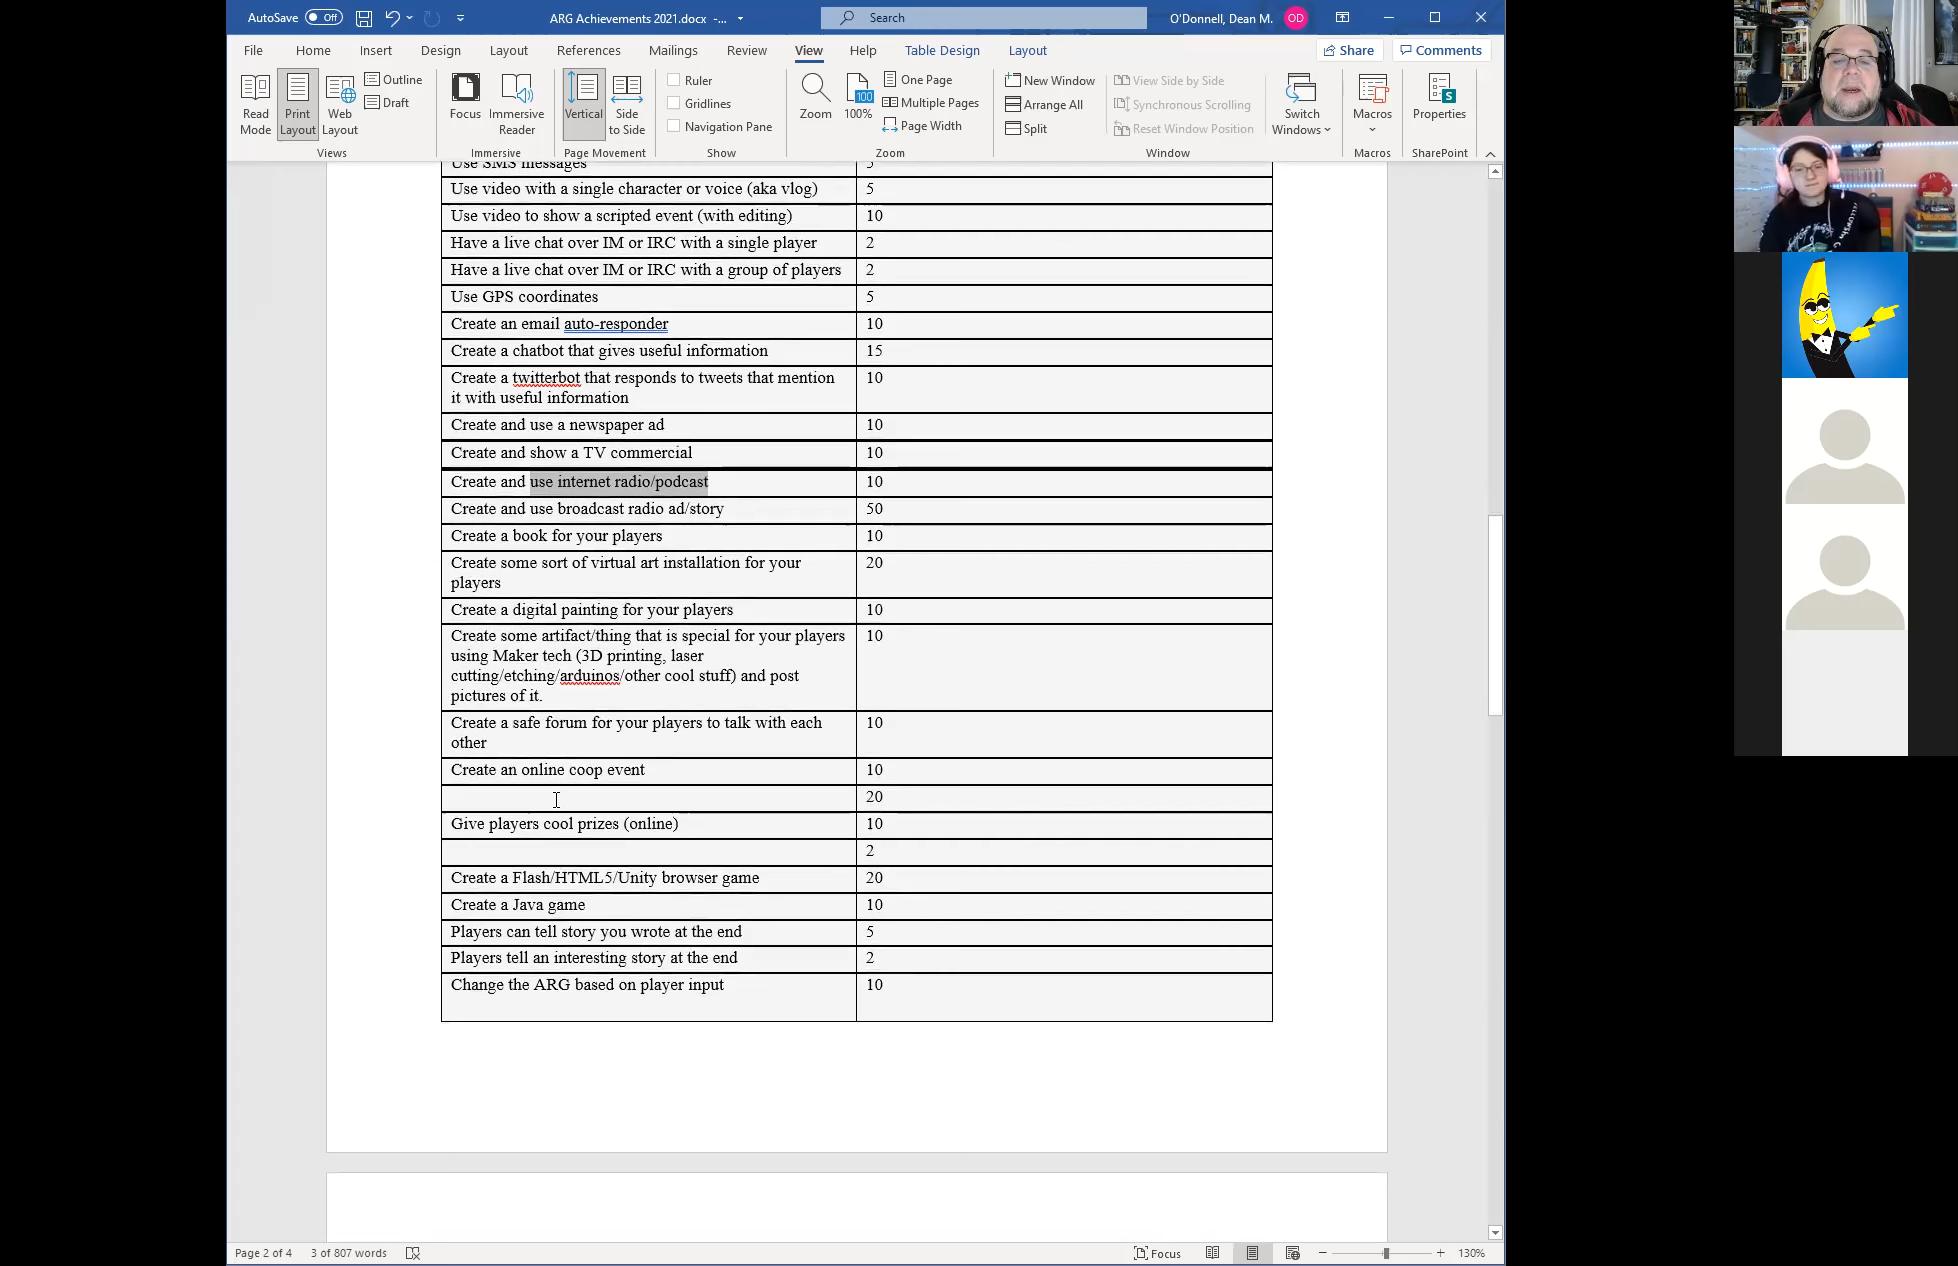 AutoSave Off ARG Achievements 2021.docx -... Search O'Donnell, Dean M. OD
File Home Insert Design Layout References Mailings Review View Help Table Design Layout Share Comments
Read Mode
Print Layout
Web Layout
Outline
Draft
Views
Focus
Immersive Reader
Immersive
Vertical
Side to Side
Page Movement
Ruler
Gridlines
Navigation Pane
Show
Zoom
100
100%
One Page
Multiple Pages
Page Width
Zoom
New Window
Arrange All
Split
View Side by Side
Synchronous Scrolling
Reset Window Position
Switch Windows
Window
Macros
Macros
Properties
SharePoint
Use SMS messages 5
Use video with a single character or voice (aka vlog) 5
Use video to show a scripted event (with editing) 10
Have a live chat over IM or IRC with a single player 2
Have a live chat over IM or IRC with a group of players 2
Use GPS coordinates 5
Create an email auto-responder 10
Create a chatbot that gives useful information 15
Create a twitterbot that responds to tweets that mention 10
it with useful information
Create and use a newspaper ad 10
Create and show a TV commercial 10
Create and use internet radio/podcast 10
Create and use broadcast radio ad/story 50
Create a book for your players 10
Create some sort of virtual art installation for your 20
players
Create a digital painting for your players 10
Create some artifact/thing that is special for your players 10
using Maker tech (3D printing, laser
cutting/etching/arduinos/other cool stuff) and post
pictures of it.
Create a safe forum for your players to talk with each 10
other
Create an online coop event 10
20
Give players cool prizes (online) 10
2
Create a Flash/HTML5/Unity browser game 20
Create a Java game 10
Players can tell story you wrote at the end 5
Players tell an interesting story at the end 2
Change the ARG based on player input 10
Page 2 of 4 3 of 807 words Focus 130%